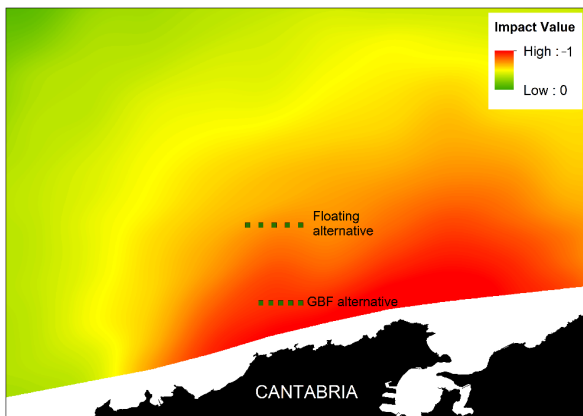 Impact Value
High : -1
Low : 0
Floating
alternative
GBF alternative
CANTABRIA